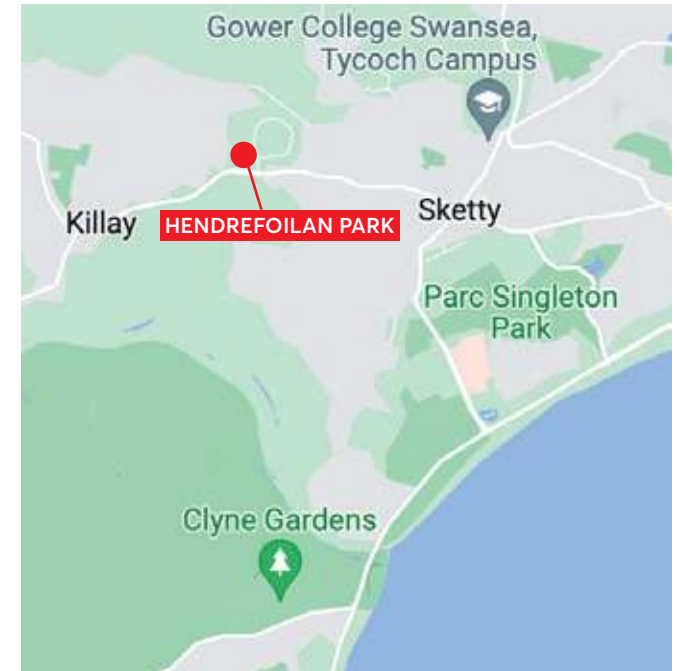 Gower College Swansea,
Tycoch Campus
Killay
HENDREFOILAN PARK
Sketty
Parc Singleton
Park
Clyne Gardens